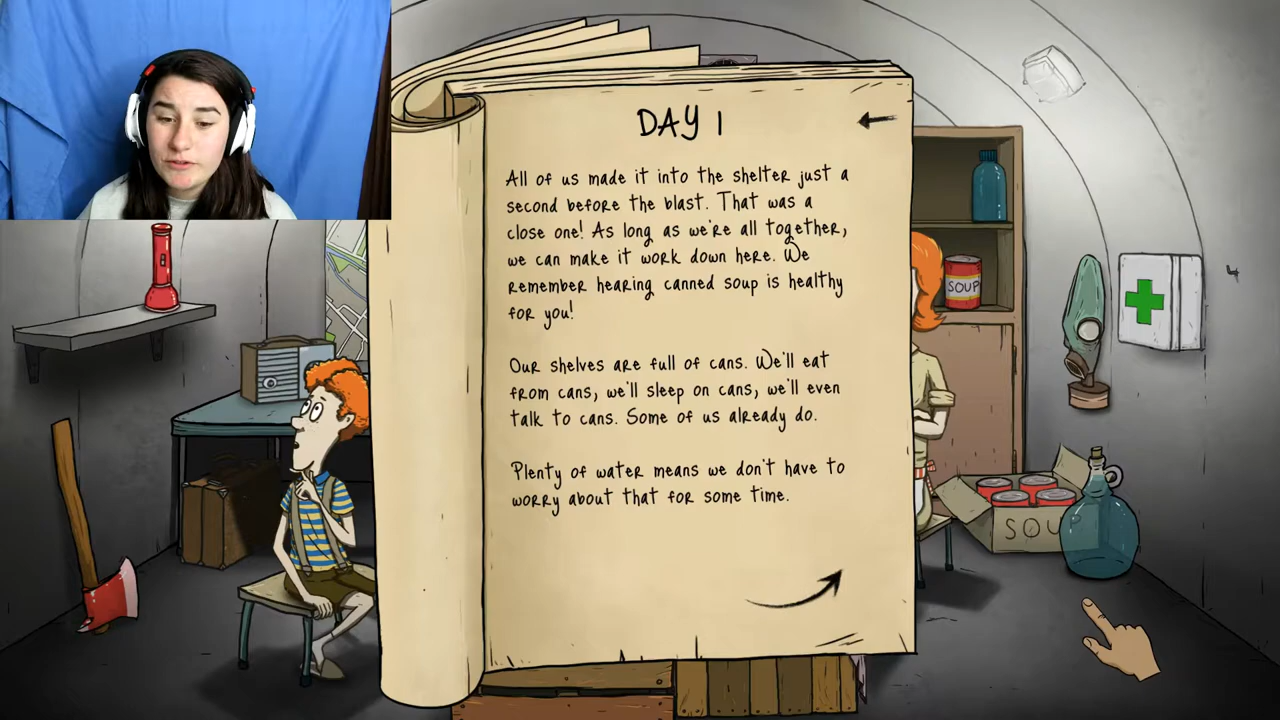 DAY 1
All of us made it into the shelter just a
second before the blast. That was a
close one! As long as we're all together,
we can make it work down here. We
remember hearing canned soup is healthy
for you!
Our shelves are full of cans. We'll eat
from cans, we'll sleep on cans, we'll even
talk to cans. Some of us already do.
Plenty of water means we don't have to
worry about that for some time.
SOUP
SOUP